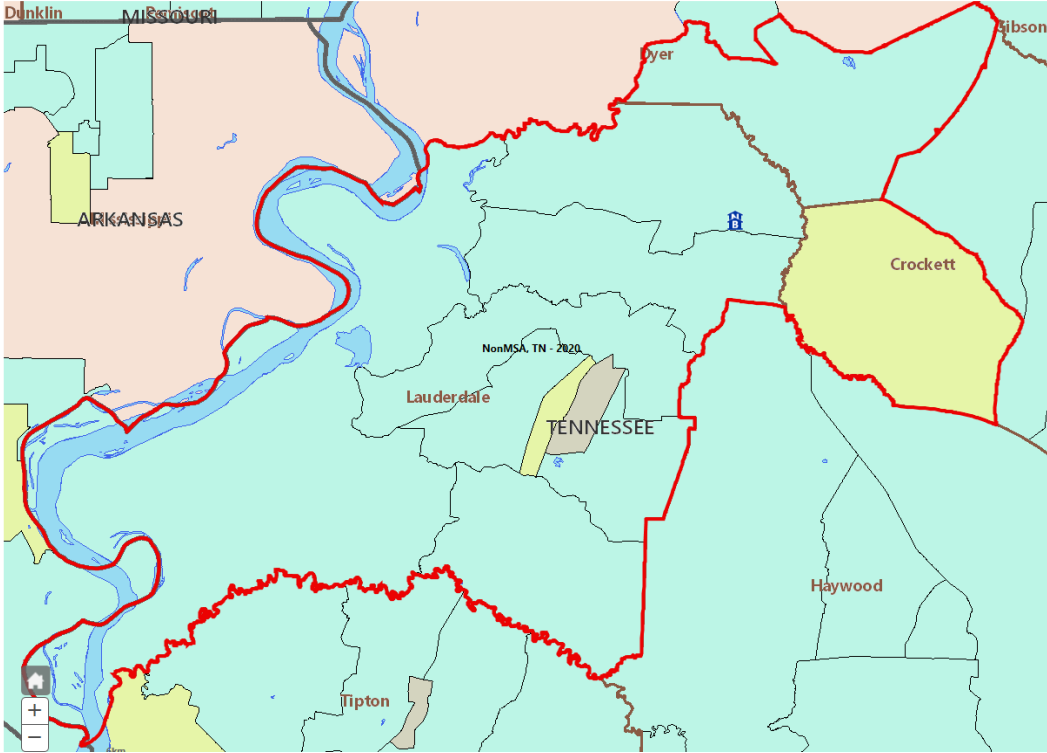 Dunklin
MISSOURI
Gibson
Dyer
ARKANSAS
Crockett
NonMSA, TN - 2020
Lauderdale
TENNESSEE
Haywood
Tipton
B
+
−